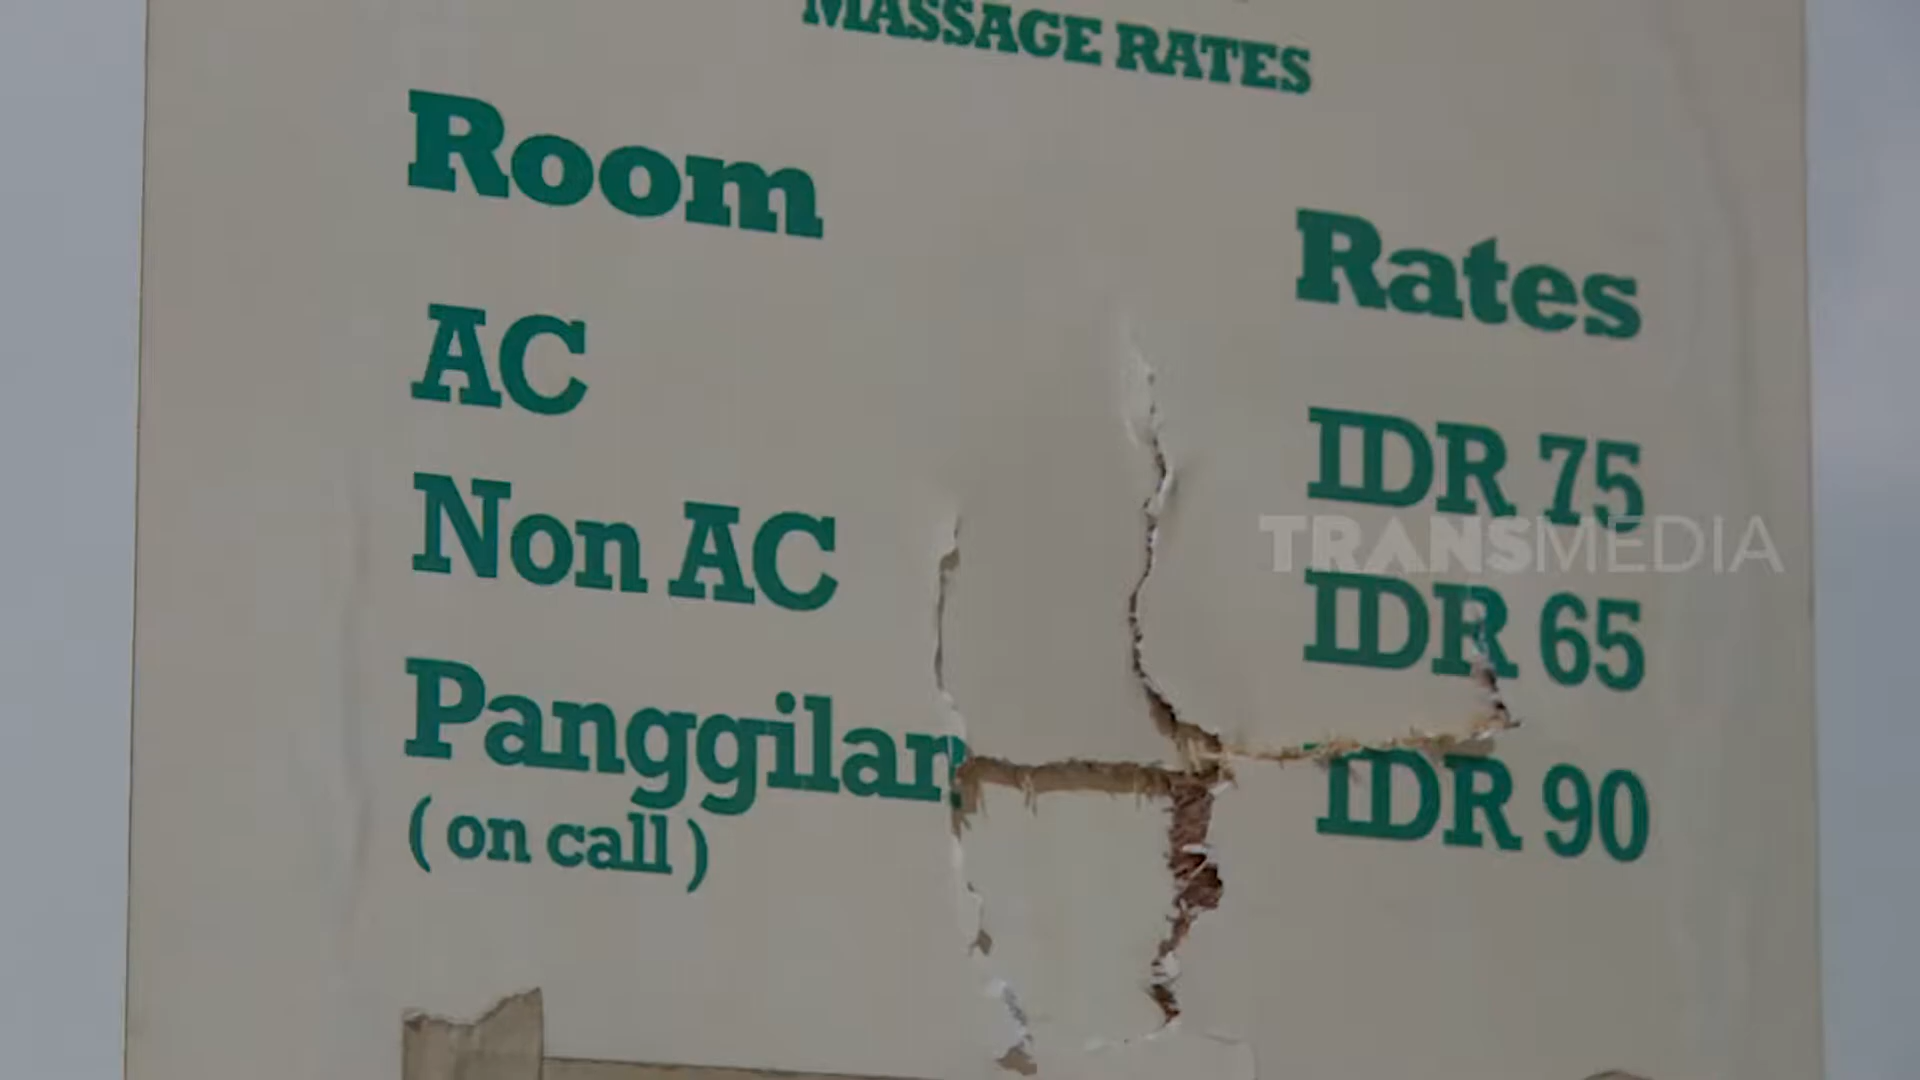 MASSAGE RATES
Room Rates
AC IDR 75
Non AC IDR 65
Panggilan IDR 90
( on call )
TRANSMEDIA